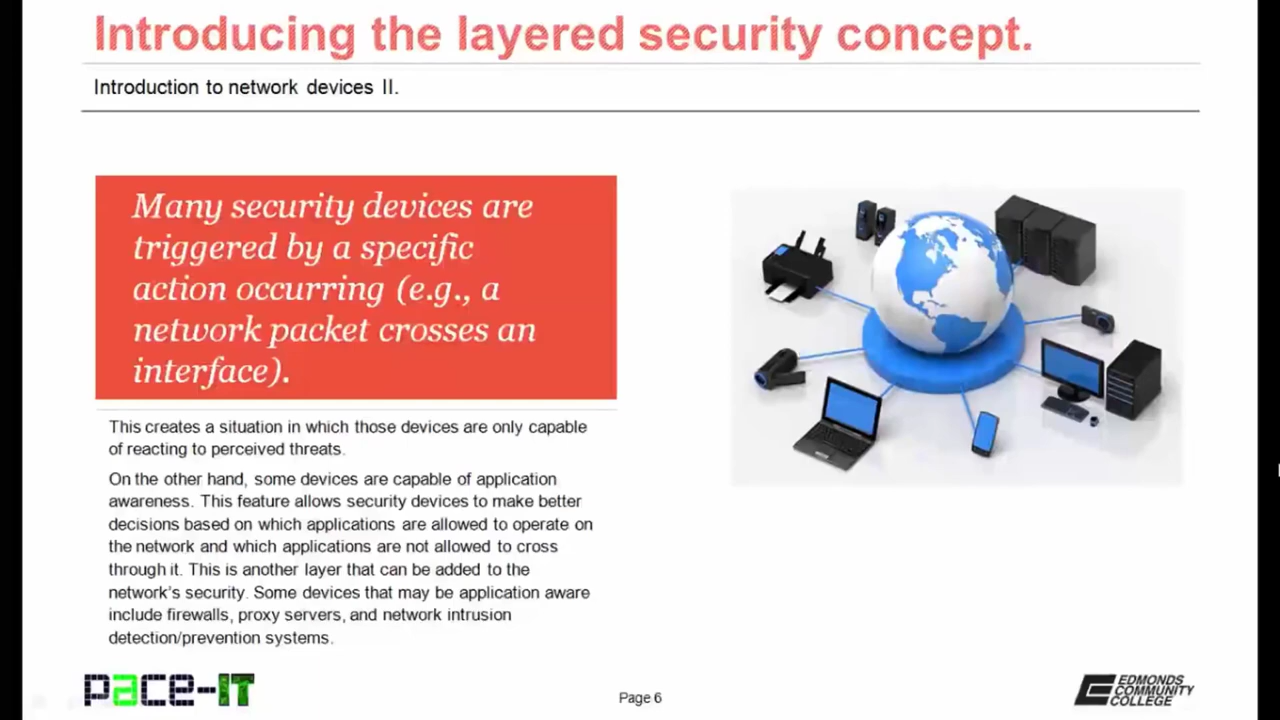 Introducing the layered security concept.
Introduction to network devices II.
Many security devices are
triggered by a specific
action occurring (e.g., a
network packet crosses an
interface).
This creates a situation in which those devices are only capable
of reacting to perceived threats.
On the other hand, some devices are capable of application
awareness. This feature allows security devices to make better
decisions based on which applications are allowed to operate on
the network and which applications are not allowed to cross
through it. This is another layer that can be added to the
network's security. Some devices that may be application aware
include firewalls, proxy servers, and network intrusion
detection/prevention systems.
pace-IT
Page 6
EDMONDS
COMMUNITY
COLLEGE